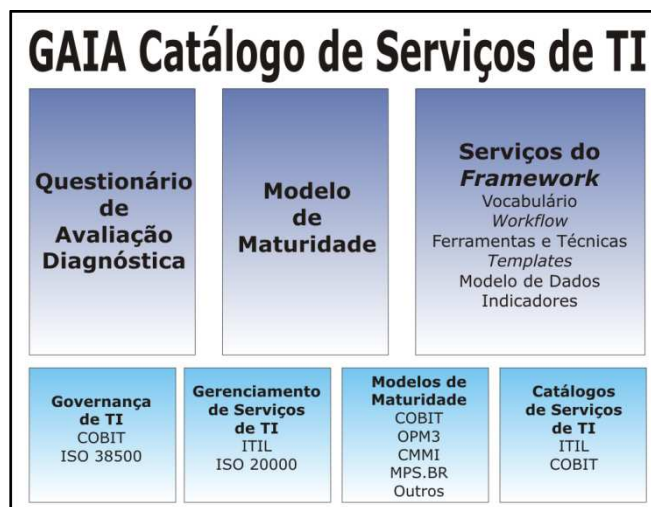 GAIA Catálogo de Serviços de TI
Questionário
de
Avaliação
Diagnóstica
Modelo
de
Maturidade
Serviços do
Framework
Vocabulário
Workflow
Ferramentas e Técnicas
Templates
Modelo de Dados
Indicadores
Governança
de TI
COBIT
ISO 38500
Gerenciamento
de Serviços
de TI
ITIL
ISO 20000
Modelos de
Maturidade
COBIT
OPM3
CMMI
MPS.BR
Outros
Catálogos
de Serviços
de TI
ITIL
COBIT